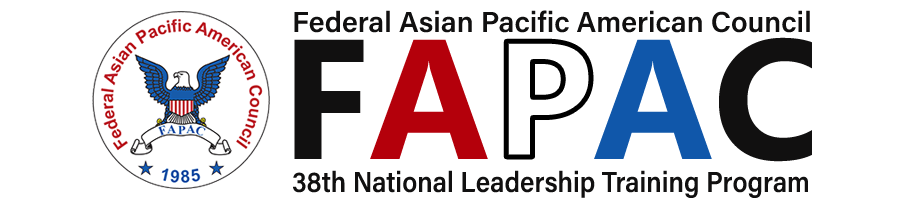 Federal Asian Pacific American Council
FAPAC
1985
Federal Asian Pacific American Council
FAPAC
38th National Leadership Training Program